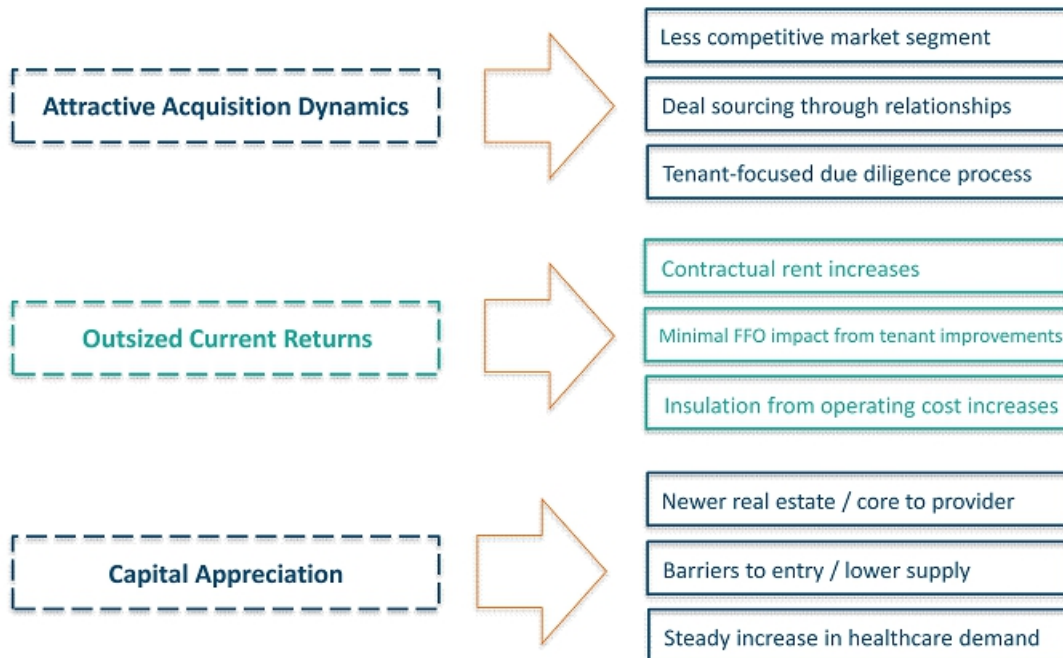 Attractive Acquisition Dynamics
Less competitive market segment
Deal sourcing through relationships
Tenant-focused due diligence process
Outsized Current Returns
Contractual rent increases
Minimal FFO impact from tenant improvements
Insulation from operating cost increases
Capital Appreciation
Newer real estate / core to provider
Barriers to entry / lower supply
Steady increase in healthcare demand